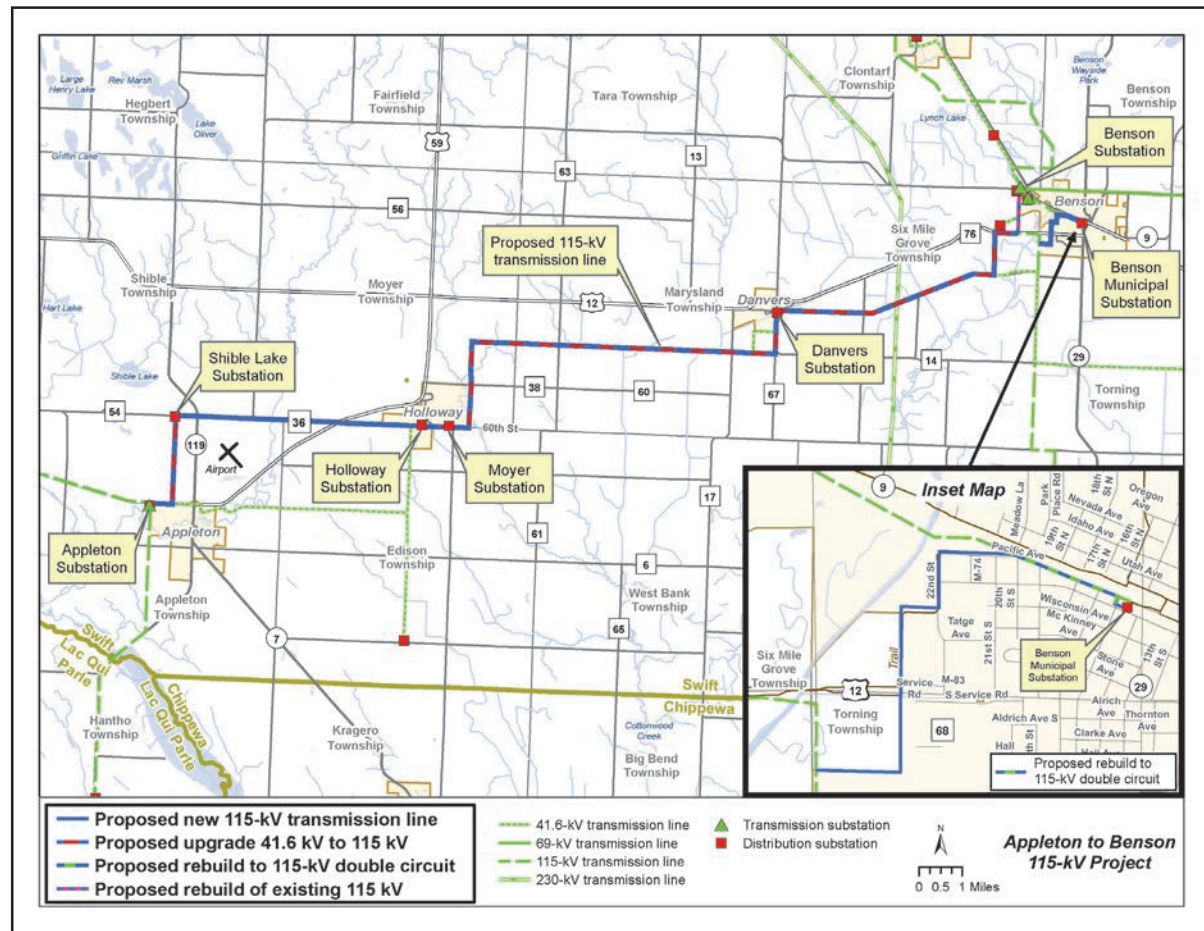 Large
Henry Lake
Rev Marsh
Hegbert
Township
Lake
Oliver
Griffin Lake
Fairfield
Township
59
Tara Township
13
63
56
Clontarf
Township
Lynch Lake
Benson
Wayside
Park
Benson
Township
Benson
Substation
Benson
9
Six Mile
Grove
Township
76
Benson
Municipal
Substation
Proposed 115-kV
transmission line
Shible
Township
Moyer
Township
12
Marysland
Township
Danvers
Hart Lake
Shible Lake
Substation
Shible Lake
Danvers
Substation
14
29
Torning
Township
54
36
Holloway
38
60
67
60th St
119
Airport
Holloway
Substation
Moyer
Substation
17
61
Appleton
Substation
Appleton
Appleton
Township
Edison
Township
6
West Bank
Township
65
7
Swift
Lac Qui
Parle
Chippewa
Lac Qui Parle
Swift
Chippewa
Hantho
Township
Kragero
Township
Cottonwood
Creek
Big Bend
Township
Inset Map
9
Meadow La
Park
Place Rd
18th
St N
Oregon
Ave
Nevada Ave
Idaho Ave
19th
St N
17th
St N
16th
St N
Utah Ave
Pacific Ave
22nd St
M-74
20th
St S
Wisconsin Ave
Mc Kinney
Ave
Tatge
Ave
21st St S
Trail
Benson
Municipal
Substation
Stone
Ave
13th
St S
Six Mile
Grove
Township
12
Service
Rd
M-83
S Service Rd
29
Torning
Township
68
Alrich
Ave
Thornton
Ave
Aldrich Ave S
Clarke Ave
Hall
Proposed rebuild to
115-kV double circuit
Proposed new 115-kV transmission line
Proposed upgrade 41.6 kV to 115 kV
Proposed rebuild to 115-kV double circuit
Proposed rebuild of existing 115 kV
41.6-kV transmission line
69-kV transmission line
115-kV transmission line
230-kV transmission line
Transmission substation
Distribution substation
N
0 0.5 1 Miles
Appleton to Benson
115-kV Project